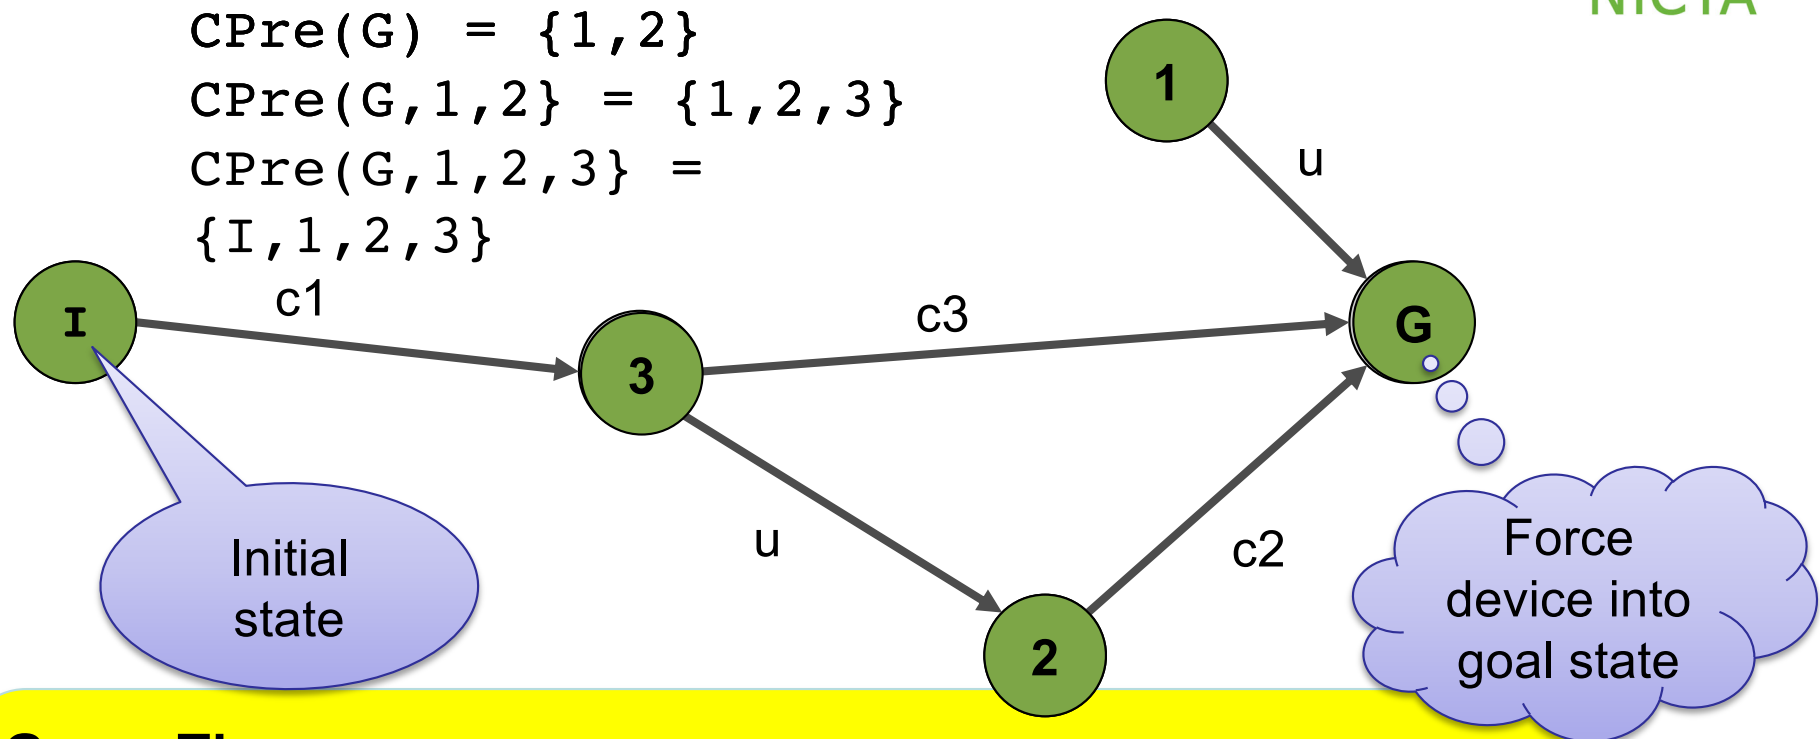 CPre(G) = {1,2}
CPre(G,1,2} = {1,2,3}
CPre(G,1,2,3} =
{I,1,2,3}
1
u
I
c1
c3
G
3
u
c2
2
Initial
state
Force
device into
goal state